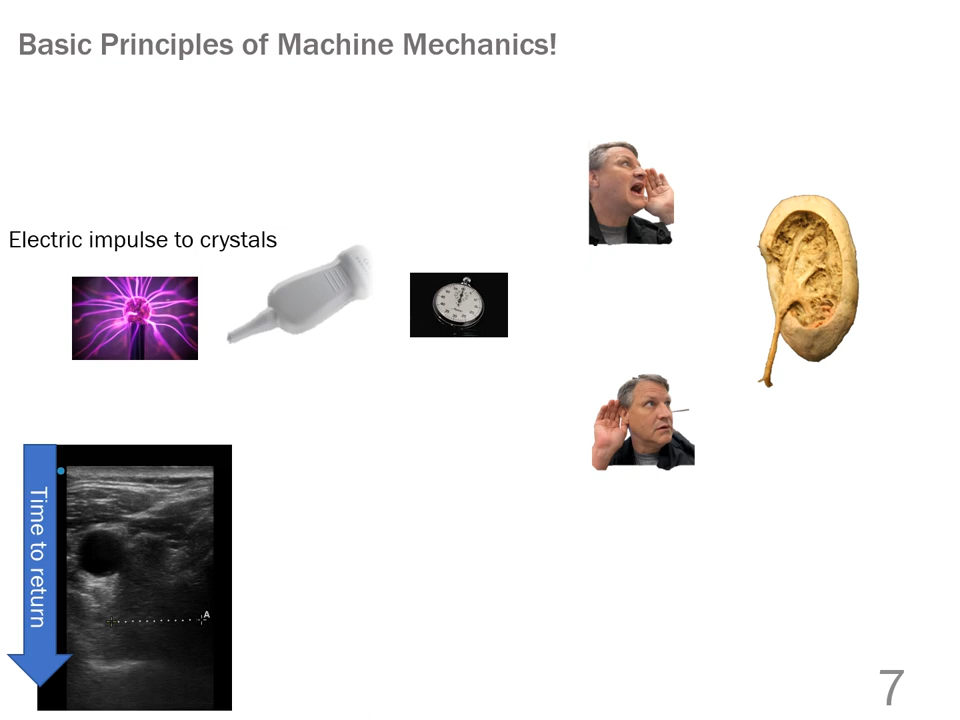 Basic Principles of Machine Mechanics!
Electric impulse to crystals
Time to return
A
7